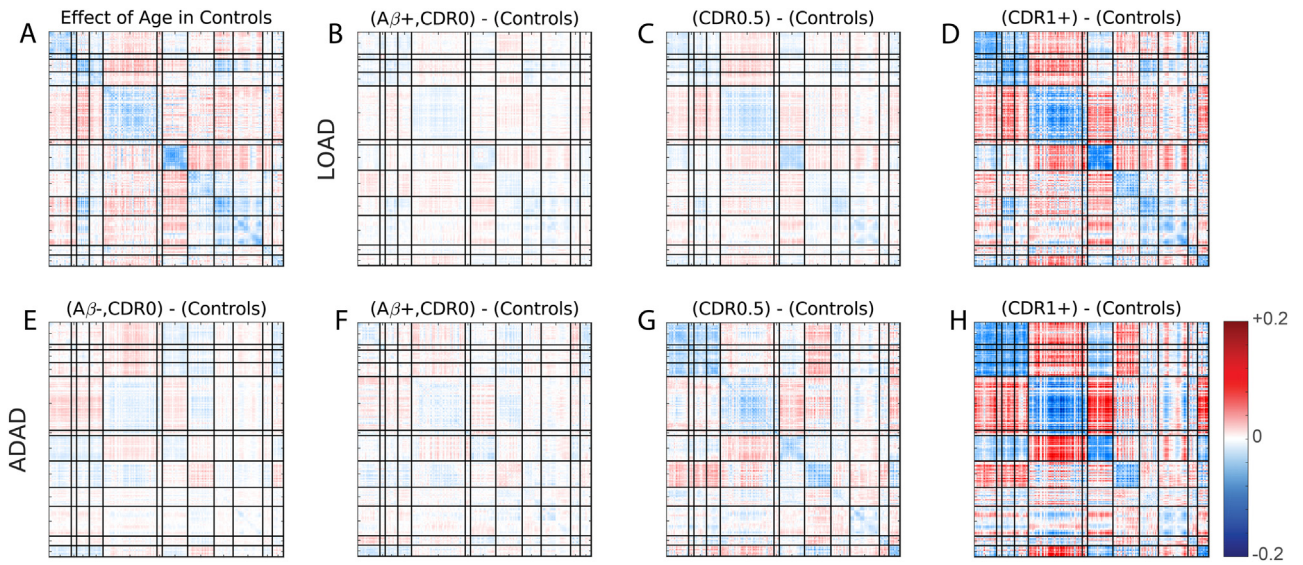 A
Effect of Age in Controls
B
(Aβ+,CDR0) - (Controls)
C
(CDR0.5) - (Controls)
D
(CDR1+) - (Controls)
LOAD
E
(Aβ-,CDR0) - (Controls)
F
(Aβ+,CDR0) - (Controls)
G
(CDR0.5) - (Controls)
H
(CDR1+) - (Controls)
ADAD
+0.2
0
-0.2